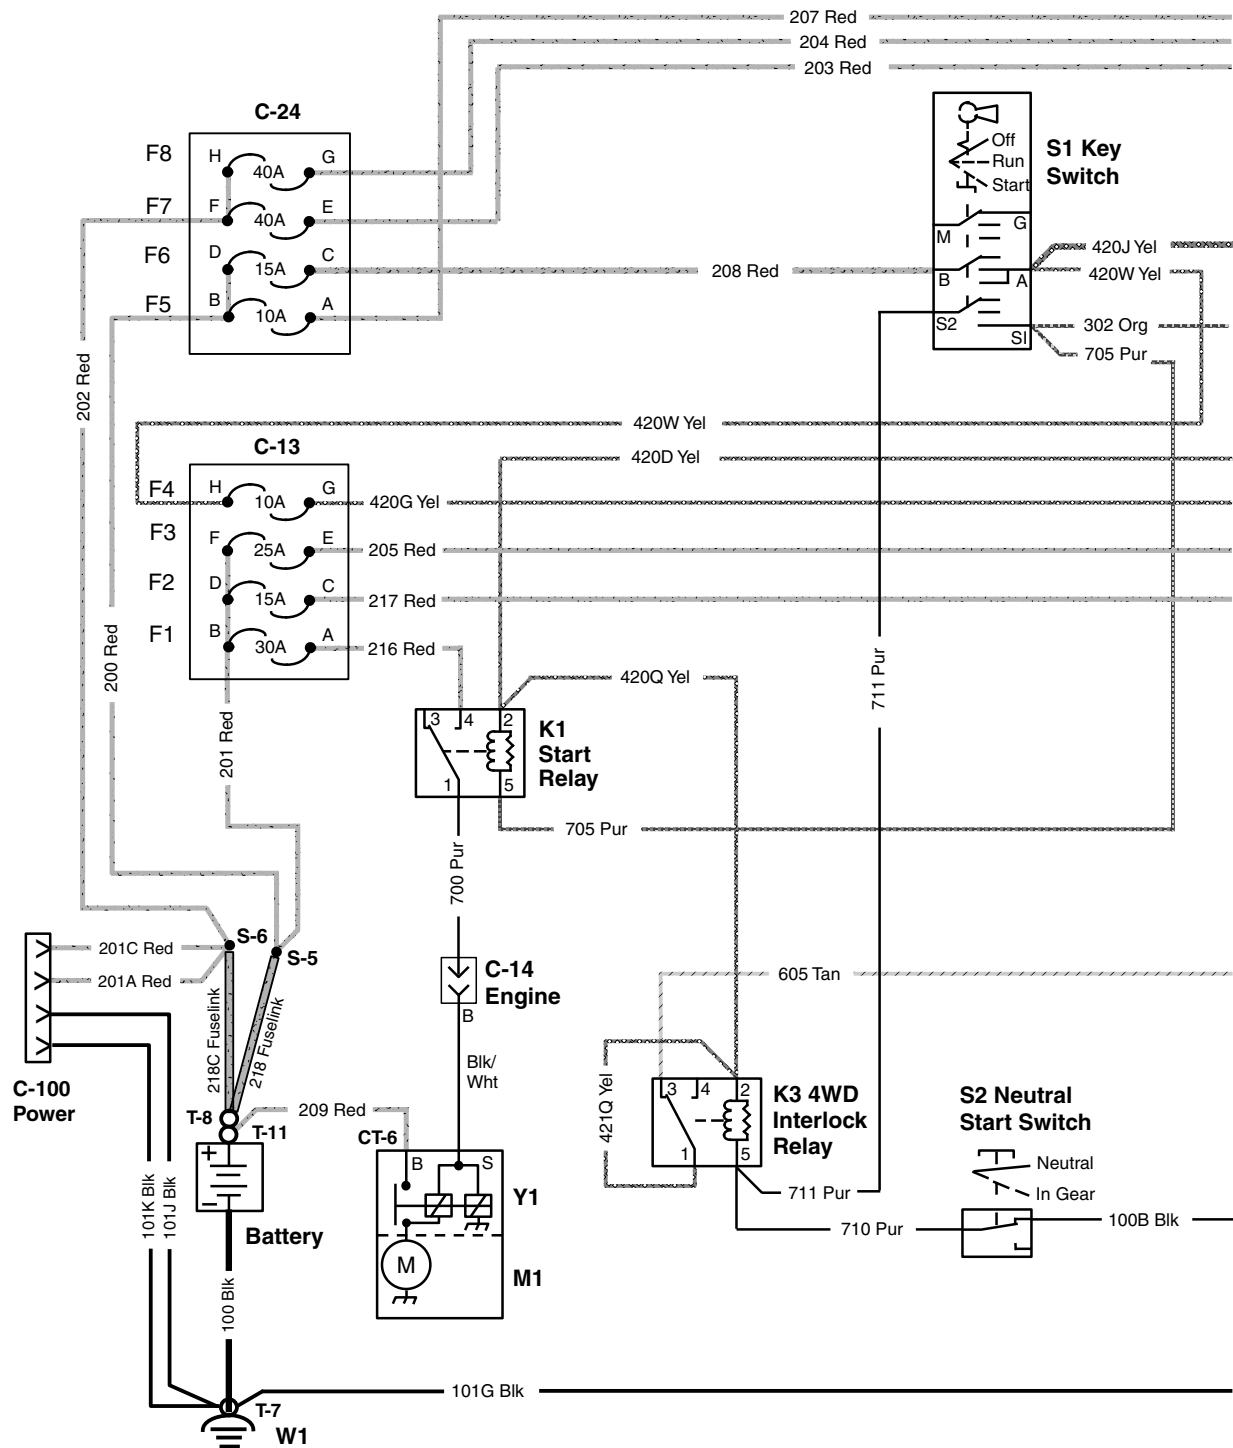 207 Red
204 Red
203 Red
C-24
F8
H
40A
G
F7
F
40A
E
F6
D
15A
C
F5
B
10A
A
Off
Run
Start
S1 Key
Switch
M
G
B
A
S2
SI
208 Red
420J Yel
420W Yel
302 Org
705 Pur
202 Red
420W Yel
420D Yel
C-13
F4
H
10A
G
420G Yel
F3
F
25A
E
205 Red
F2
D
15A
C
217 Red
F1
B
30A
A
216 Red
200 Red
201 Red
711 Pur
420Q Yel
3
4
2
1
5
K1
Start
Relay
705 Pur
700 Pur
S-6
S-5
201C Red
201A Red
218C Fuselink
218 Fuselink
C-100
Power
C-14
Engine
B
Blk/
Wht
605 Tan
421Q Yel
3
4
2
1
5
K3 4WD
Interlock
Relay
S2 Neutral
Start Switch
Neutral
In Gear
711 Pur
710 Pur
100B Blk
T-8
T-11
209 Red
CT-6
B
S
Y1
M
M1
+
–
Battery
101K Blk
101J Blk
100 Blk
101G Blk
T-7
W1